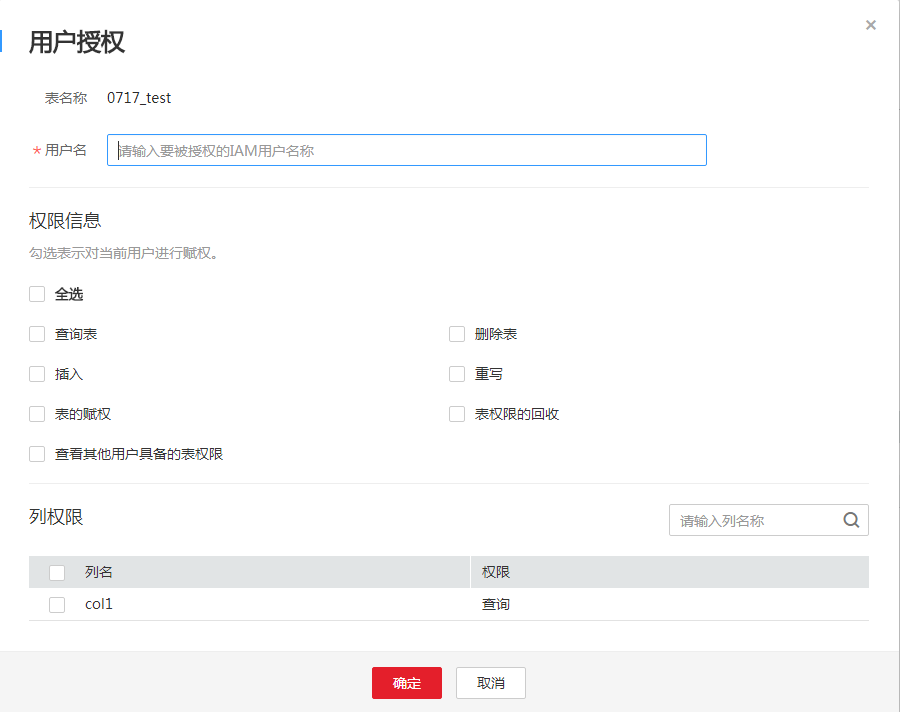 用户授权
×
表名称 0717_test
* 用户名 请输入要被授权的IAM用户名称
权限信息
勾选表示对当前用户进行赋权。
全选
查询表 删除表
插入 重写
表的赋权 表权限的回收
查看其他用户具备的表权限
列权限 请输入列名称
列名 权限
col1 查询
确定 取消